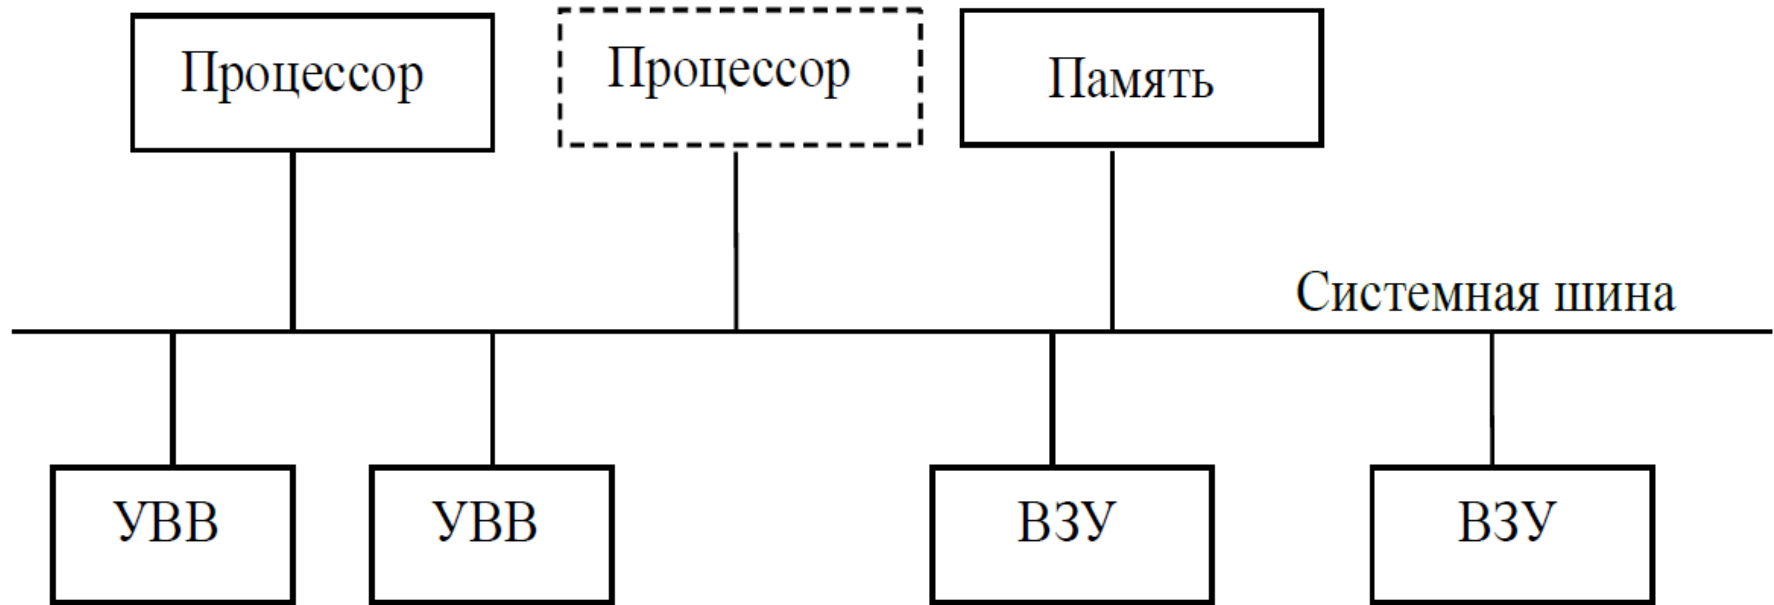 Процессор
Процессор
Память
Системная шина
УВВ
УВВ
ВЗУ
ВЗУ